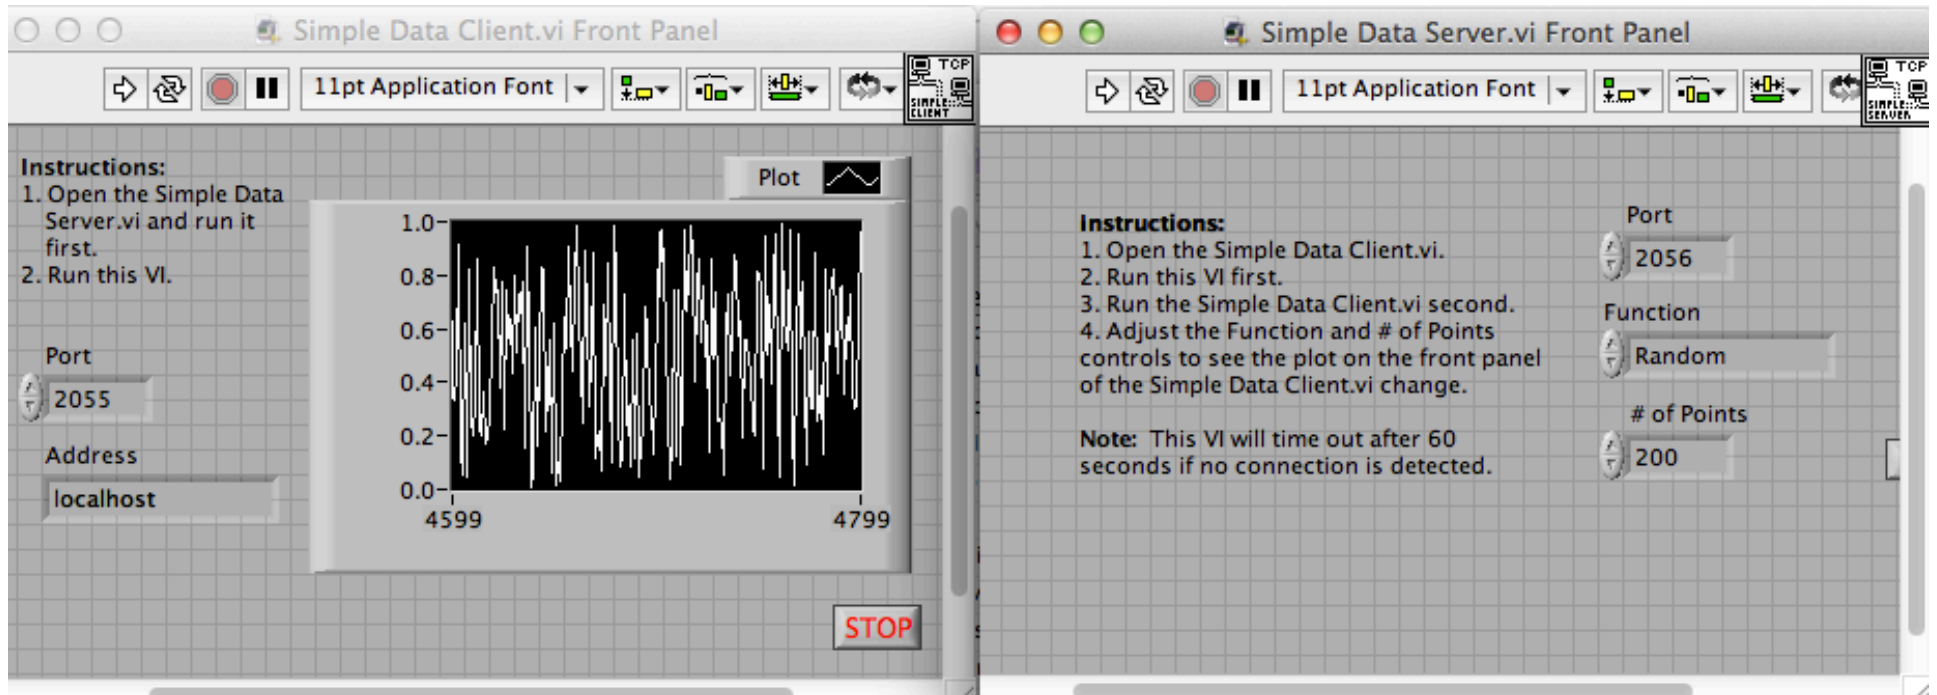 Simple Data Client.vi Front Panel
11pt Application Font
TCP
SIMPLE
CLIENT
Instructions:
1. Open the Simple Data
Server.vi and run it
first.
2. Run this VI.
Port
2055
Address
localhost
Plot
1.0
0.8
0.6
0.4
0.2
0.0
4599
4799
STOP
Simple Data Server.vi Front Panel
11pt Application Font
TCP
SIMPLE
SERVER
Instructions:
1. Open the Simple Data Client.vi.
2. Run this VI first.
3. Run the Simple Data Client.vi second.
4. Adjust the Function and # of Points
controls to see the plot on the front panel
of the Simple Data Client.vi change.
Note: This VI will time out after 60
seconds if no connection is detected.
Port
2056
Function
Random
# of Points
200